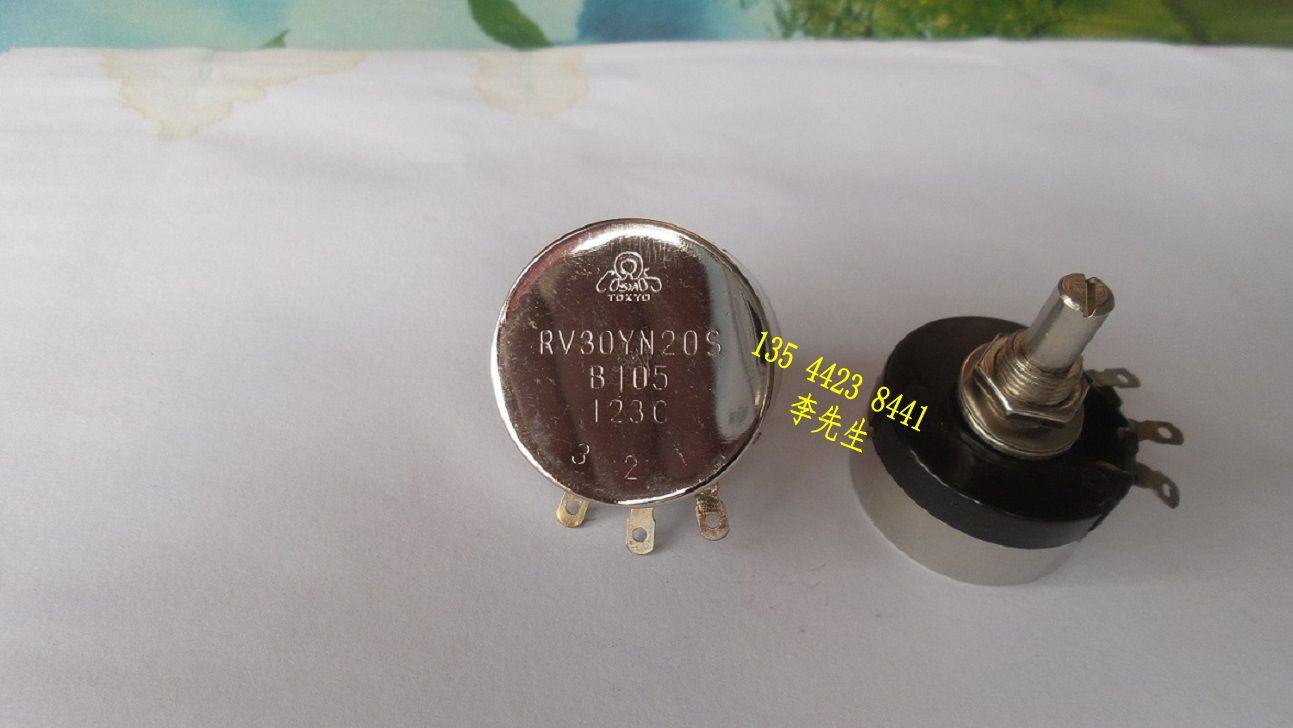 COSMOS
TOKYO
RV30YN20S
B105
123C
3 2 1
135 4423 8441
李先生